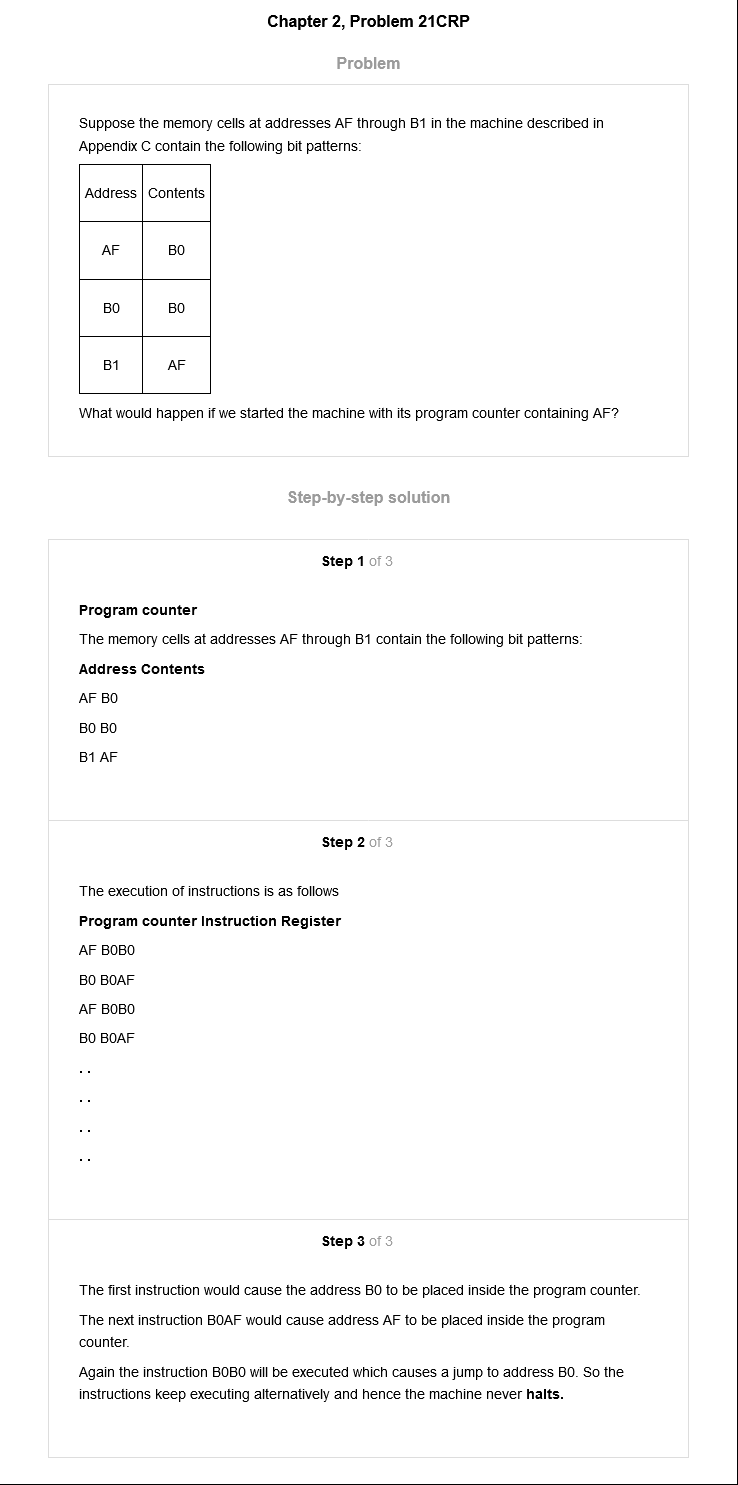 Chapter 2, Problem 21CRP
Problem
Suppose the memory cells at addresses AF through B1 in the machine described in
Appendix C contain the following bit patterns:
Address Contents
AF B0
B0 B0
B1 AF
What would happen if we started the machine with its program counter containing AF?
Step-by-step solution
Step 1 of 3
Program counter
The memory cells at addresses AF through B1 contain the following bit patterns:
Address Contents
AF B0
B0 B0
B1 AF
Step 2 of 3
The execution of instructions is as follows
Program counter Instruction Register
AF B0B0
B0 B0AF
AF B0B0
B0 B0AF
. .
. .
. .
. .
Step 3 of 3
The first instruction would cause the address B0 to be placed inside the program counter.
The next instruction B0AF would cause address AF to be placed inside the program
counter.
Again the instruction B0B0 will be executed which causes a jump to address B0. So the
instructions keep executing alternatively and hence the machine never halts.